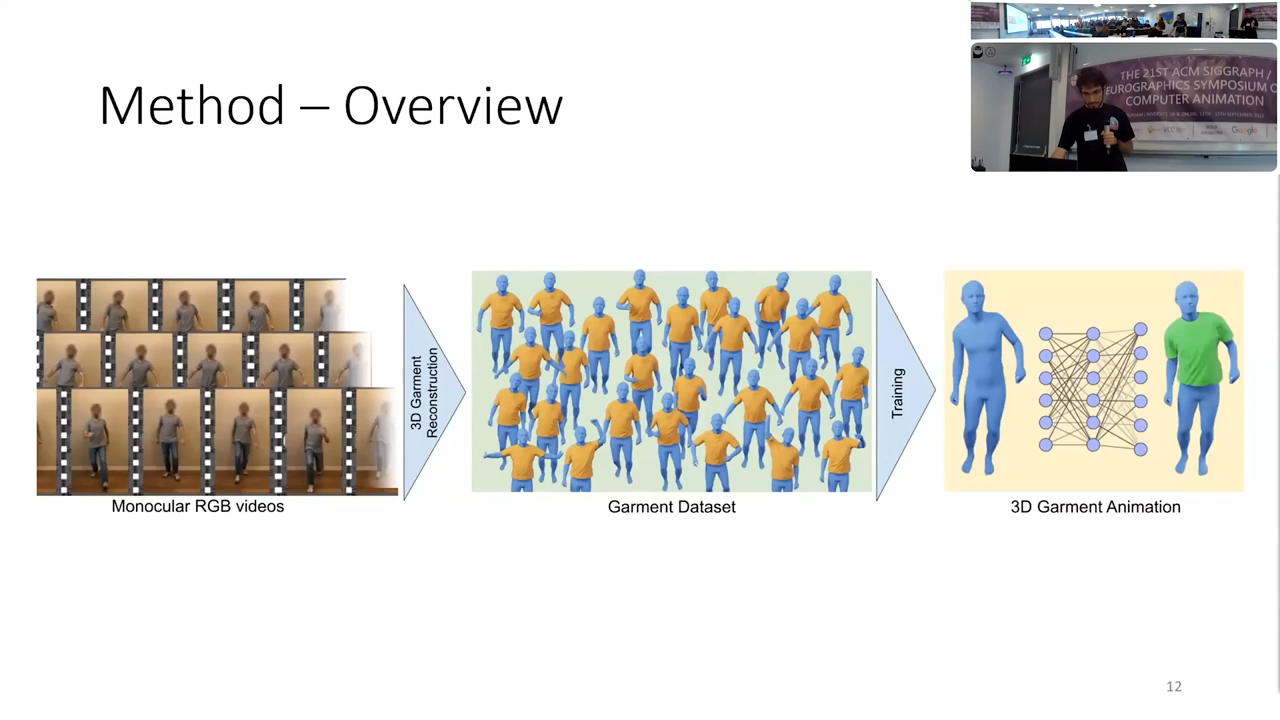 Method – Overview
THE 21ST ACM SIGGRAPH /
EUROGRAPHICS SYMPOSIUM O
COMPUTER ANIMATION
Google
3D Garment
Reconstruction
Training
Monocular RGB videos
Garment Dataset
3D Garment Animation
12